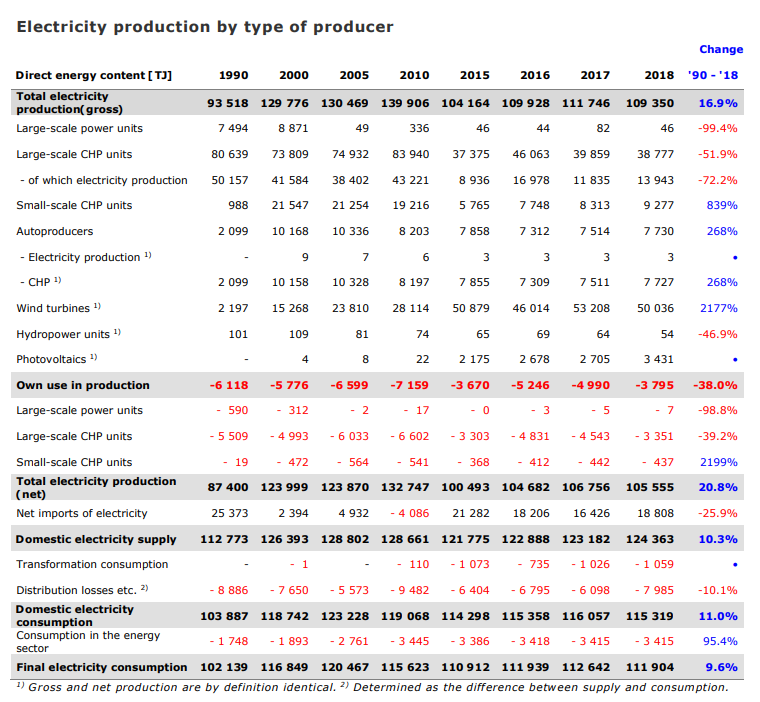 Electricity production by type of producer
Change
Direct energy content [TJ] 1990 2000 2005 2010 2015 2016 2017 2018 '90 - '18
Total electricity
production(gross) 93 518 129 776 130 469 139 906 104 164 109 928 111 746 109 350 16.9%
Large-scale power units 7 494 8 871 49 336 46 44 82 46 -99.4%
Large-scale CHP units 80 639 73 809 74 932 83 940 37 375 46 063 39 859 38 777 -51.9%
- of which electricity production 50 157 41 584 38 402 43 221 8 936 16 978 11 835 13 943 -72.2%
Small-scale CHP units 988 21 547 21 254 19 216 5 765 7 748 8 313 9 277 839%
Autoproducers 2 099 10 168 10 336 8 203 7 858 7 312 7 514 7 730 268%
- Electricity production 1) - 9 7 6 3 3 3 3 •
- CHP 1) 2 099 10 158 10 328 8 197 7 855 7 309 7 511 7 727 268%
Wind turbines 1) 2 197 15 268 23 810 28 114 50 879 46 014 53 208 50 036 2177%
Hydropower units 1) 101 109 81 74 65 69 64 54 -46.9%
Photovoltaics 1) - 4 8 22 2 175 2 678 2 705 3 431 •
Own use in production -6 118 -5 776 -6 599 -7 159 -3 670 -5 246 -4 990 -3 795 -38.0%
Large-scale power units - 590 - 312 - 2 - 17 - 0 - 3 - 5 - 7 -98.8%
Large-scale CHP units - 5 509 - 4 993 - 6 033 - 6 602 - 3 303 - 4 831 - 4 543 - 3 351 -39.2%
Small-scale CHP units - 19 - 472 - 564 - 541 - 368 - 412 - 442 - 437 2199%
Total electricity production
(net) 87 400 123 999 123 870 132 747 100 493 104 682 106 756 105 555 20.8%
Net imports of electricity 25 373 2 394 4 932 - 4 086 21 282 18 206 16 426 18 808 -25.9%
Domestic electricity supply 112 773 126 393 128 802 128 661 121 775 122 888 123 182 124 363 10.3%
Transformation consumption - - 1 - - 110 - 1 073 - 735 - 1 026 - 1 059 •
Distribution losses etc. 2) - 8 886 - 7 650 - 5 573 - 9 482 - 6 404 - 6 795 - 6 098 - 7 985 -10.1%
Domestic electricity
consumption 103 887 118 742 123 228 119 068 114 298 115 358 116 057 115 319 11.0%
Consumption in the energy
sector - 1 748 - 1 893 - 2 761 - 3 445 - 3 386 - 3 418 - 3 415 - 3 415 95.4%
Final electricity consumption 102 139 116 849 120 467 115 623 110 912 111 939 112 642 111 904 9.6%
1) Gross and net production are by definition identical. 2) Determined as the difference between supply and consumption.